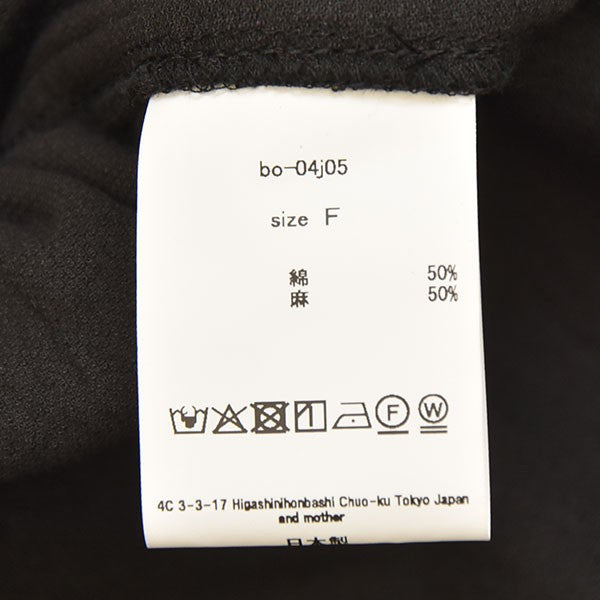 bo-04j05
size F
綿 50%
麻 50%
F W
4C 3-3-17 Higashinihonbashi Chuo-ku Tokyo Japan
and mother
日本製